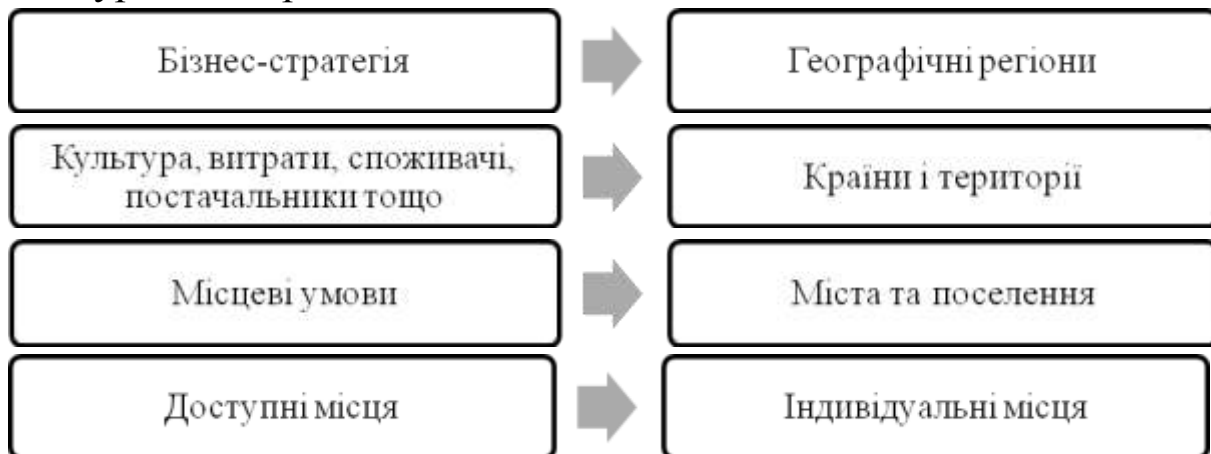 Бізнес-стратегія
Географічні регіони
Культура, витрати, споживачі,
постачальники тощо
Країни і території
Місцеві умови
Міста та поселення
Доступні місця
Індивідуальні місця